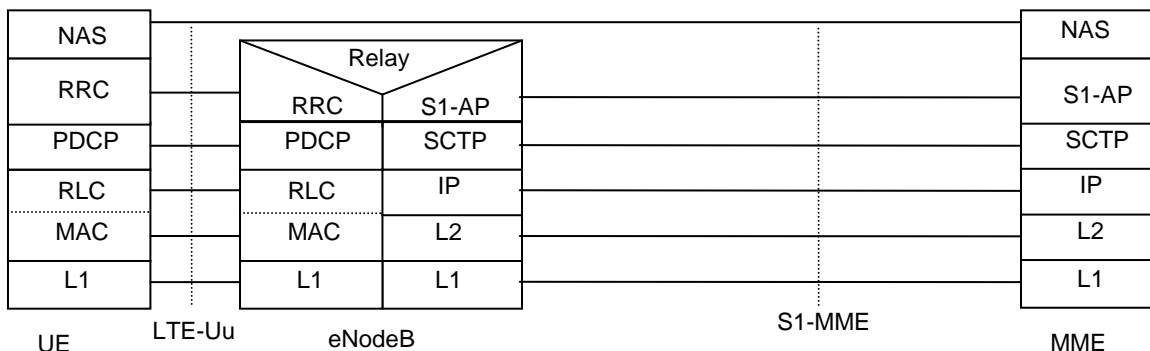 NAS NAS
Relay
RRC RRC S1-AP S1-AP
PDCP PDCP SCTP SCTP
RLC RLC IP IP
MAC MAC L2 L2
L1 L1 L1 L1
UE LTE-Uu eNodeB S1-MME MME